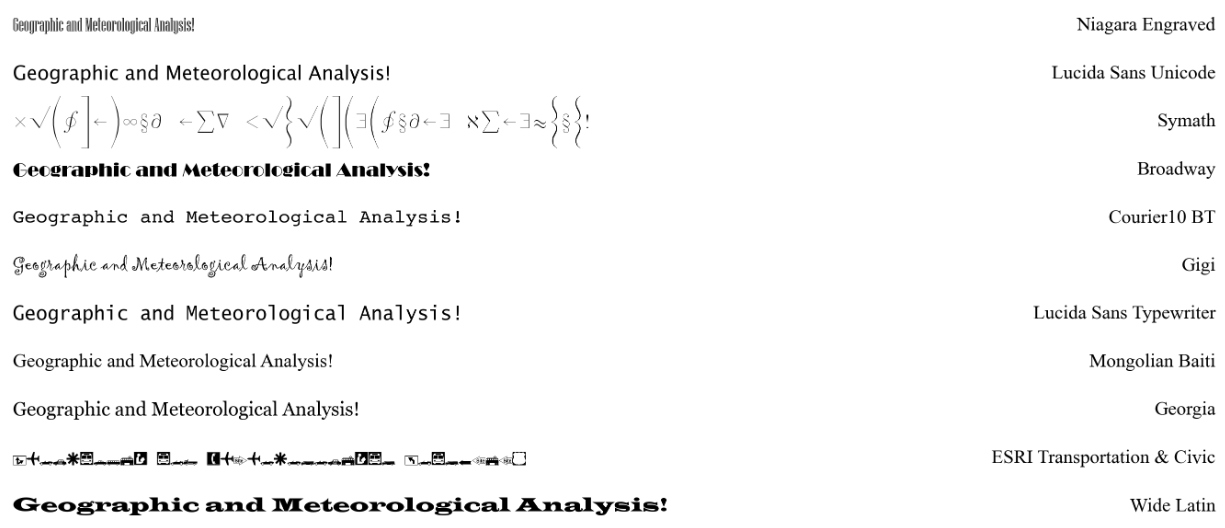 Geographic and Meteorological Analysis! Niagara Engraved
Geographic and Meteorological Analysis! Lucida Sans Unicode
×√(∮]←)∞§∂ ←∑∇ <√}√(](∃(∮§∂←∃ ℵ∑←∃≈}§}! Symath
Geographic and Meteorological Analysis! Broadway
Geographic and Meteorological Analysis! Courier10 BT
Geographic and Meteorological Analysis! Gigi
Geographic and Meteorological Analysis! Lucida Sans Typewriter
Geographic and Meteorological Analysis! Mongolian Baiti
Geographic and Meteorological Analysis! Georgia
ESRI Transportation & Civic
Geographic and Meteorological Analysis! Wide Latin